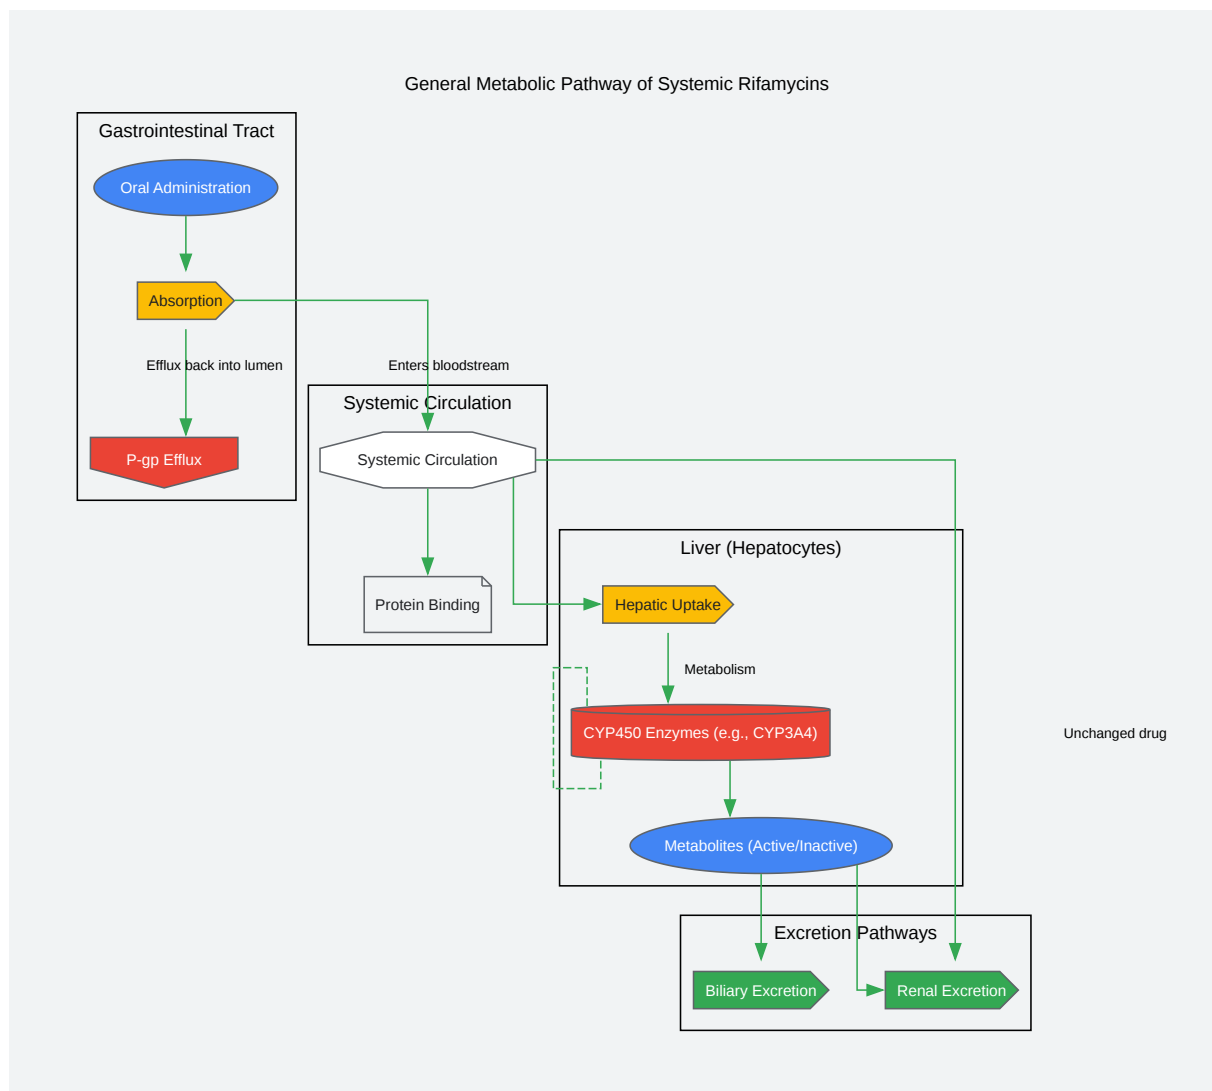 General Metabolic Pathway of Systemic Rifamycins
Gastrointestinal Tract
Oral Administration
Absorption
Efflux back into lumen
Enters bloodstream
P-gp Efflux
Systemic Circulation
Systemic Circulation
Protein Binding
Liver (Hepatocytes)
Hepatic Uptake
Metabolism
CYP450 Enzymes (e.g., CYP3A4)
Unchanged drug
Metabolites (Active/Inactive)
Excretion Pathways
Biliary Excretion
Renal Excretion